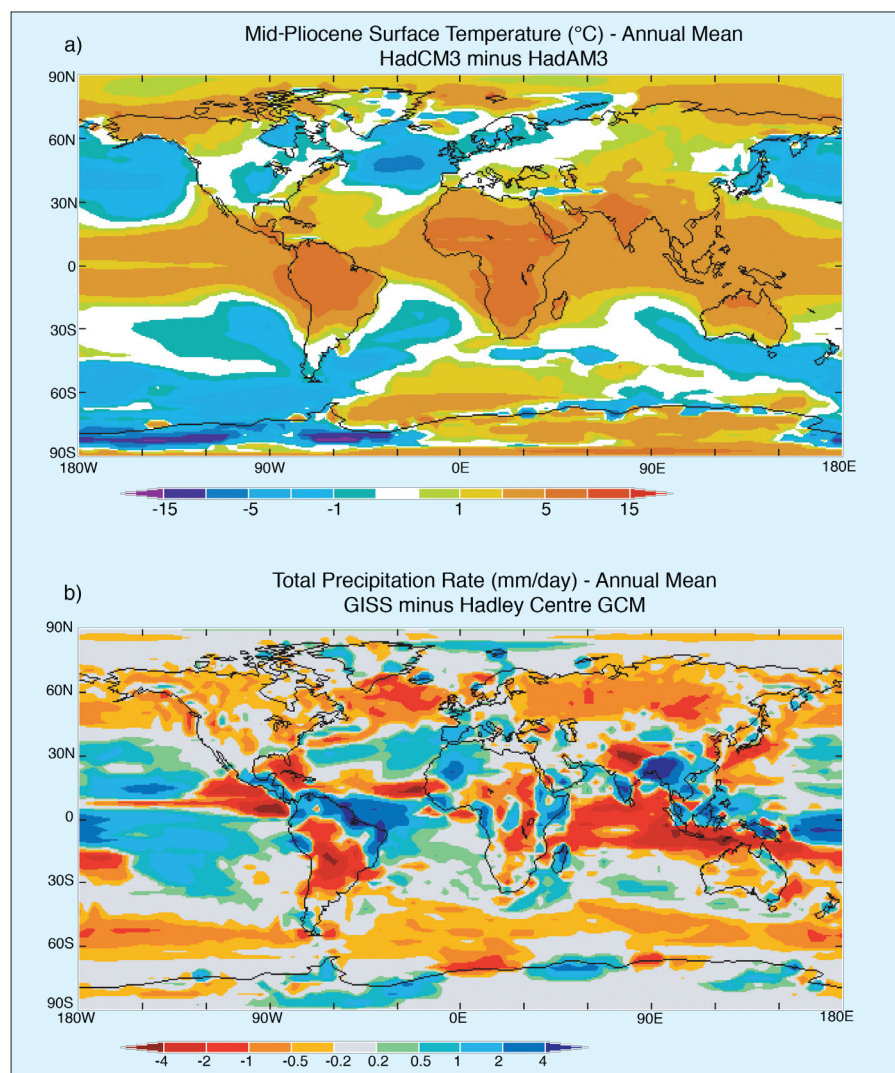 a)
Mid-Pliocene Surface Temperature (°C) - Annual Mean
HadCM3 minus HadAM3
90N
60N
30N
0
30S
60S
90S
180W 90W 0E 90E 180E
-15 -5 -1 1 5 15
b)
Total Precipitation Rate (mm/day) - Annual Mean
GISS minus Hadley Centre GCM
90N
60N
30N
0
30S
60S
90S
180W 90W 0E 90E 180E
-4 -2 -1 -0.5 -0.2 0.2 0.5 1 2 4